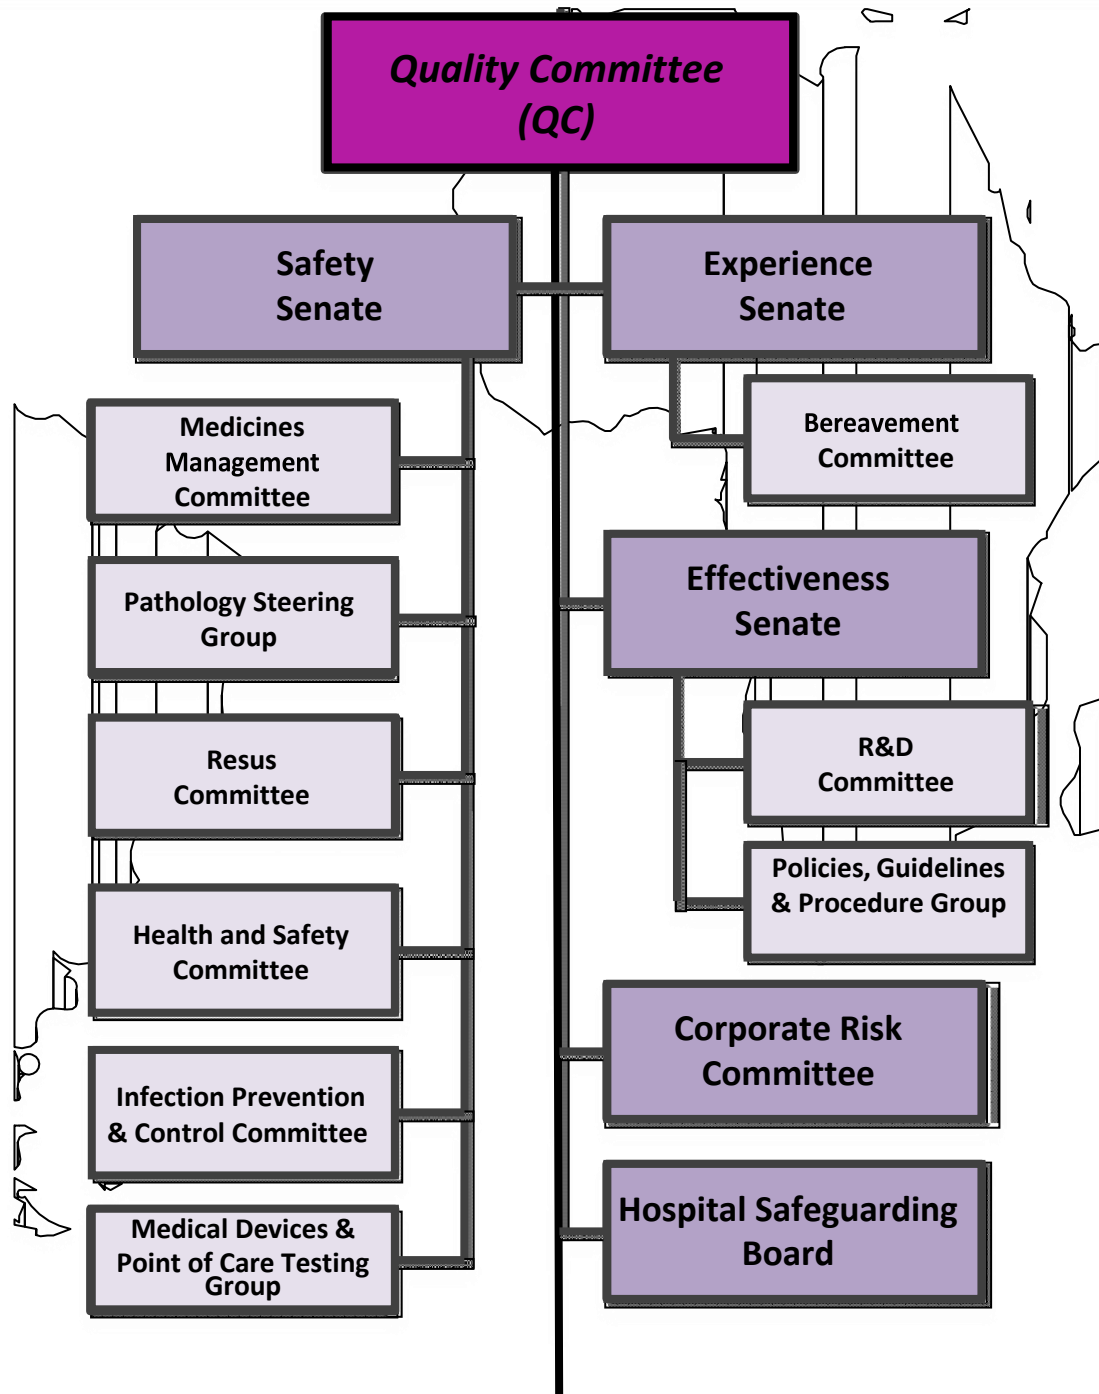 Quality Committee
(QC)
Safety
Senate
Experience
Senate
Medicines
Management
Committee
Bereavement
Committee
Pathology Steering
Group
Effectiveness
Senate
Resus
Committee
R&D
Committee
Policies, Guidelines
& Procedure Group
Health and Safety
Committee
Corporate Risk
Committee
Infection Prevention
& Control Committee
Hospital Safeguarding
Board
Medical Devices &
Point of Care Testing
Group